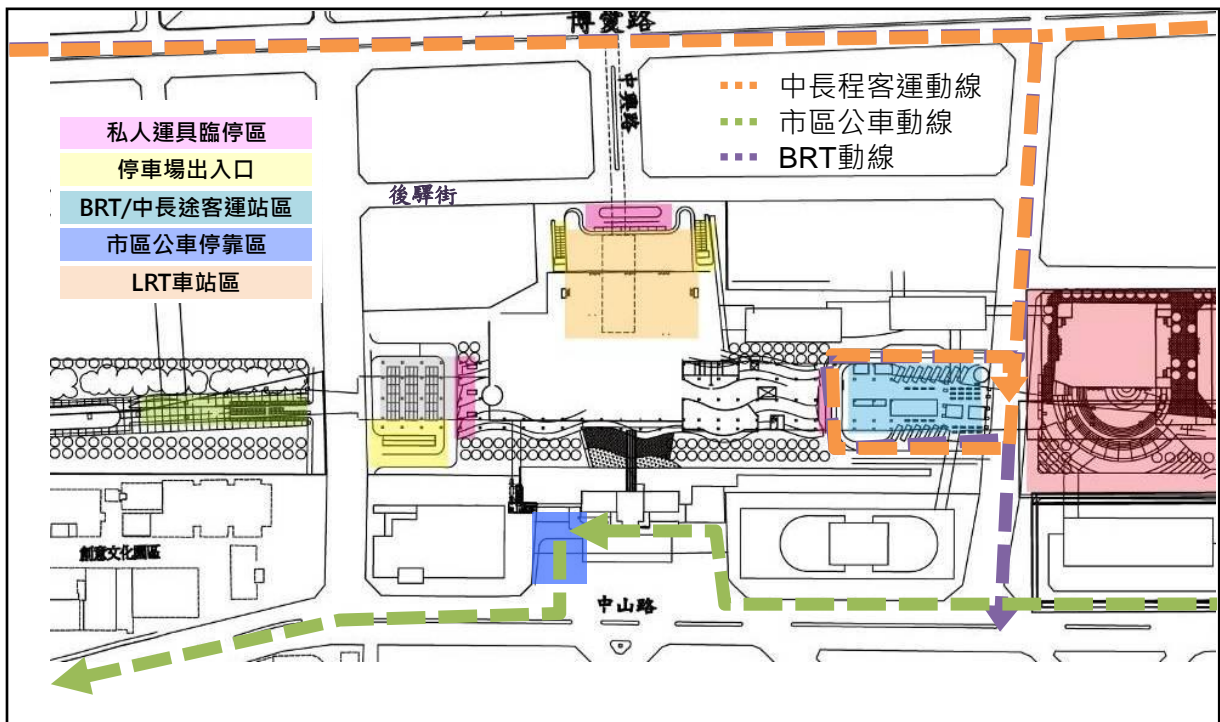 博愛路
中興路
中長程客運動線
市區公車動線
BRT動線
私人運具臨停區
停車場出入口
BRT/中長途客運站區
市區公車停靠區
LRT車站區
後驛街
創意文化園區
中山路